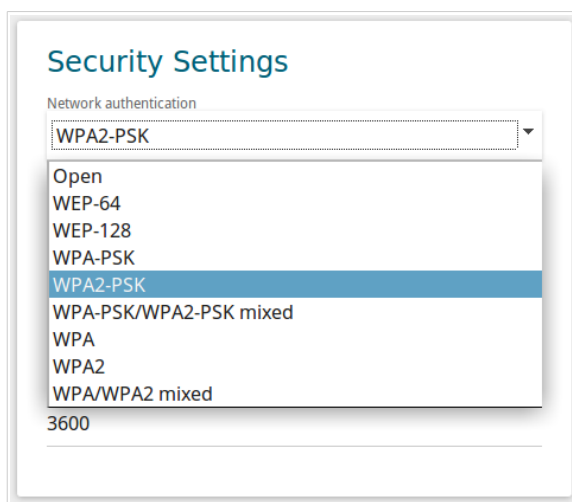 Security Settings
Network authentication
WPA2-PSK
Open
WEP-64
WEP-128
WPA-PSK
WPA2-PSK
WPA-PSK/WPA2-PSK mixed
WPA
WPA2
WPA/WPA2 mixed
3600